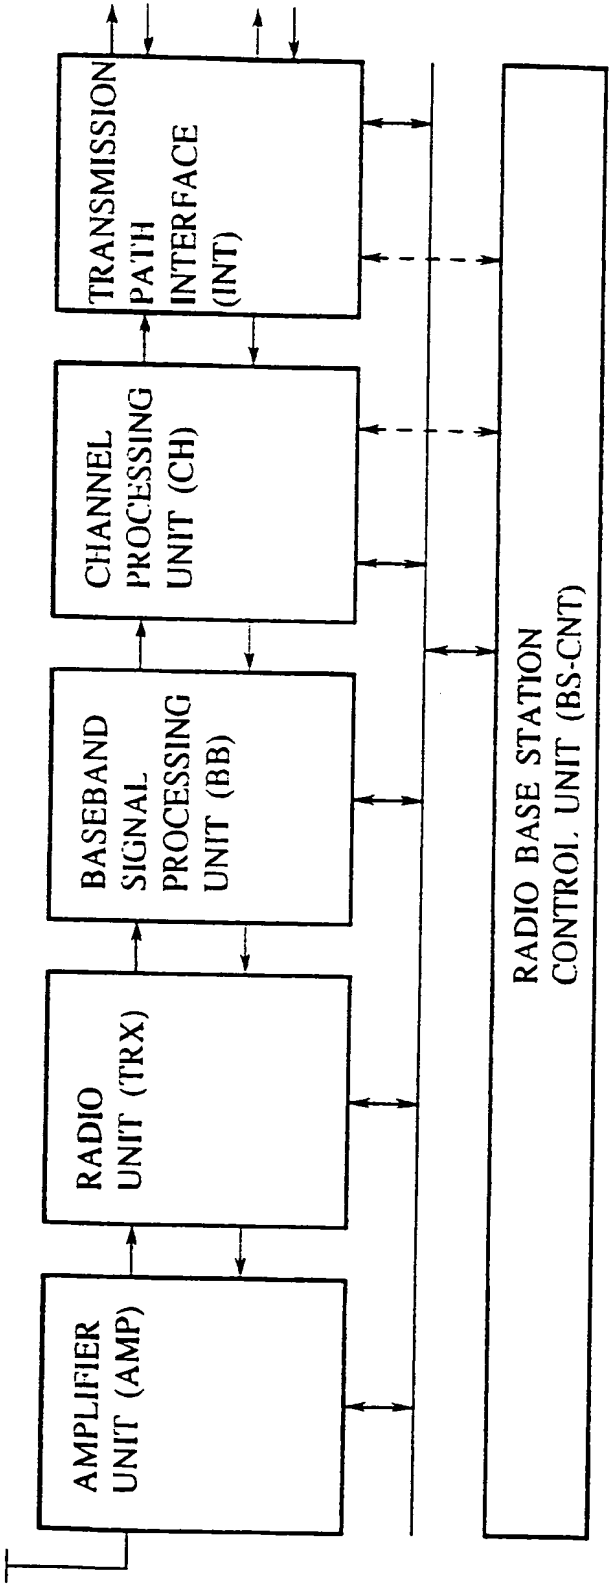 AMPLIFIER
UNIT (AMP)
RADIO
UNIT (TRX)
BASEBAND
SIGNAL
PROCESSING
UNIT (BB)
CHANNEL
PROCESSING
UNIT (CH)
TRANSMISSION
PATH
INTERFACE
(INT)
RADIO BASE STATION
CONTROL UNIT (BS-CNT)